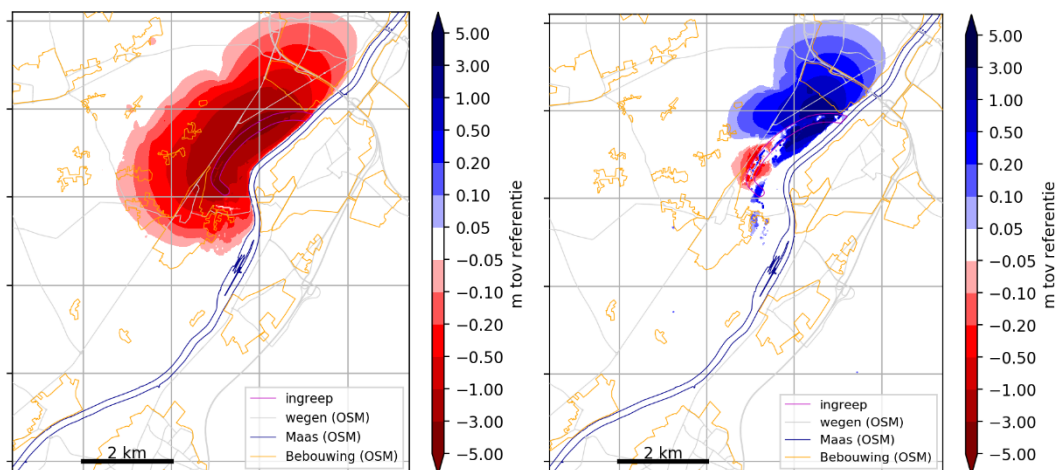 5.00
3.00
1.00
0.50
0.20
0.10
0.05
−0.05
−0.10
−0.20
−0.50
−1.00
−3.00
−5.00
m tov referentie
ingreep
wegen (OSM)
Maas (OSM)
Bebouwing (OSM)
2 km
5.00
3.00
1.00
0.50
0.20
0.10
0.05
−0.05
−0.10
−0.20
−0.50
−1.00
−3.00
−5.00
m tov referentie
ingreep
wegen (OSM)
Maas (OSM)
Bebouwing (OSM)
2 km